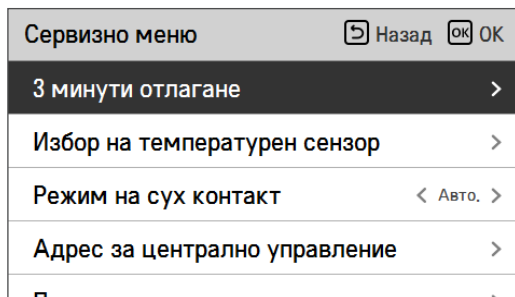 Сервизно меню Назад OK OK
3 минути отлагане
Избор на температурен сензор
Режим на сух контакт Авто.
Адрес за централно управление